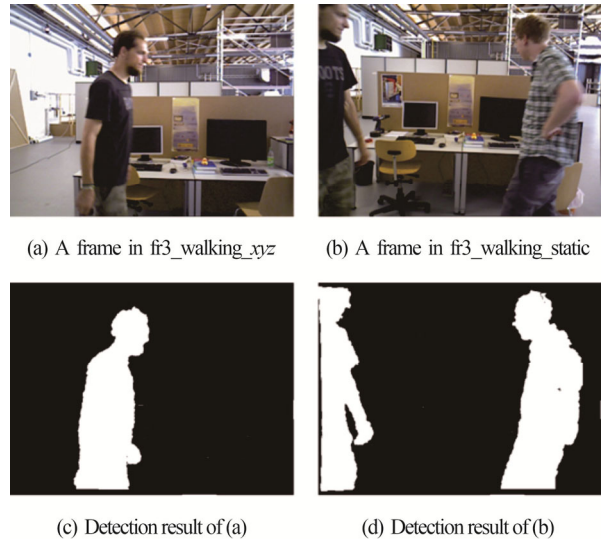 (a) A frame in fr3_walking_xyz
(b) A frame in fr3_walking_static
(c) Detection result of (a)
(d) Detection result of (b)